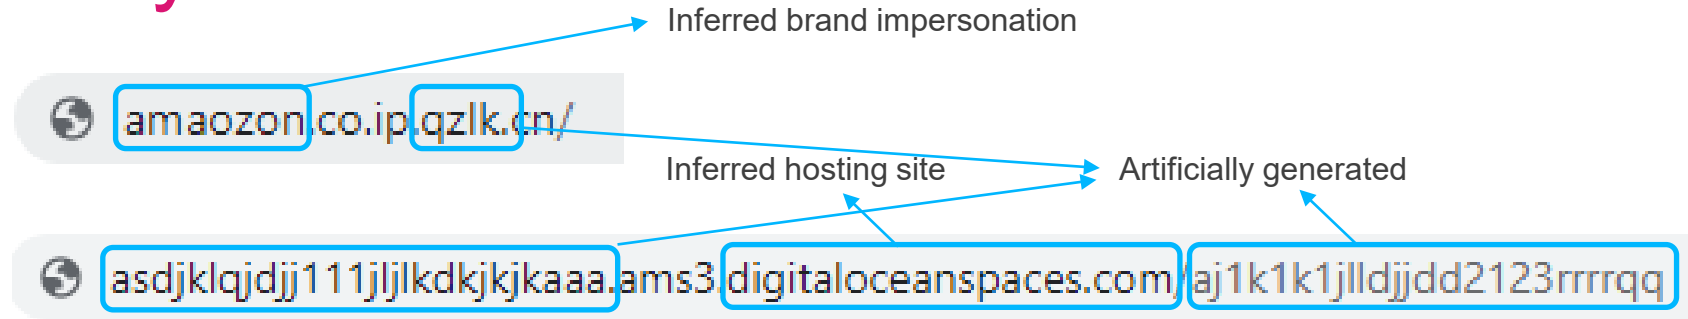 Inferred brand impersonation
amaozon.co.ip.qzlk.cn/
Inferred hosting site
Artificially generated
asdjklqjdjj111jljlkdkjkjkaaa.ams3.digitaloceanspaces.com/aj1k1k1jlldjjdd2123rrrrqq